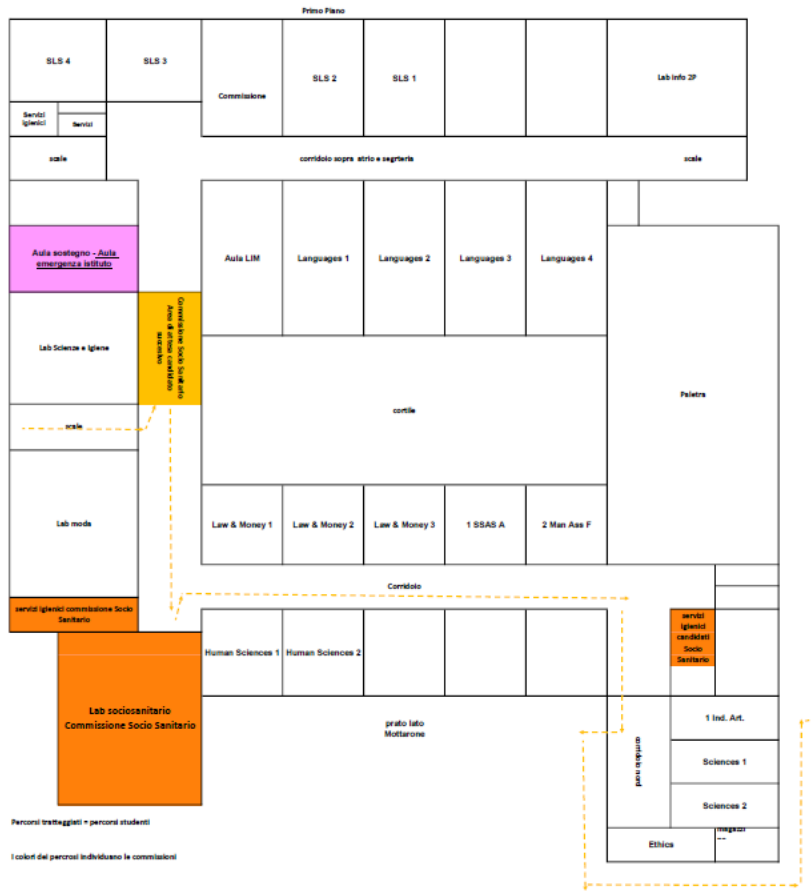 Primo Piano
SLS 4
SLS 3
Commissione
SLS 2
SLS 1
Lab Info 2P
Servizi
igienici
Servizi
scale
corridoio sopra atrio e segrteria
scale
Aula sostegno - Aula
emergenza istituto
Aula LIM
Languages 1
Languages 2
Languages 3
Languages 4
Commissione Socio Sanitario
Area di attesa candidato
successivo
Lab Scienze e Igiene
Paletra
cortile
scale
Lab moda
Law & Money 1
Law & Money 2
Law & Money 3
1 SSAS A
2 Man Ass F
Corridoio
servizi igienici commissione Socio
Sanitario
servizi
igienici
candidati
Socio
Sanitario
Human Sciences 1
Human Sciences 2
Lab sociosanitario
Commissione Socio Sanitario
prato lato
Mottarone
corridoio nord
1 Ind. Art.
Sciences 1
Sciences 2
Ethics
Percorsi tratteggiati = percorsi studenti
I colori dei percrosi individuano le commissioni